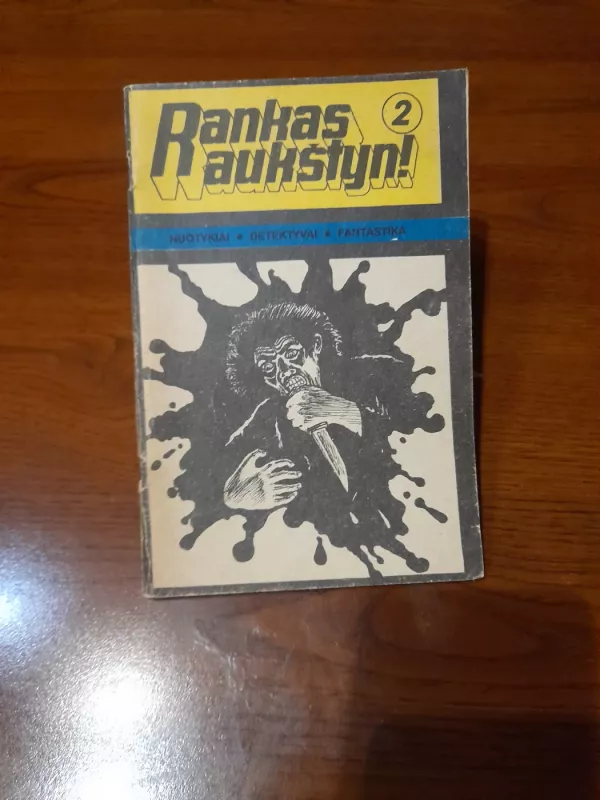 Rankas
aukštyn!
2
NUOTYKIAI ★ DETEKTYVAI ★ FANTASTIKA